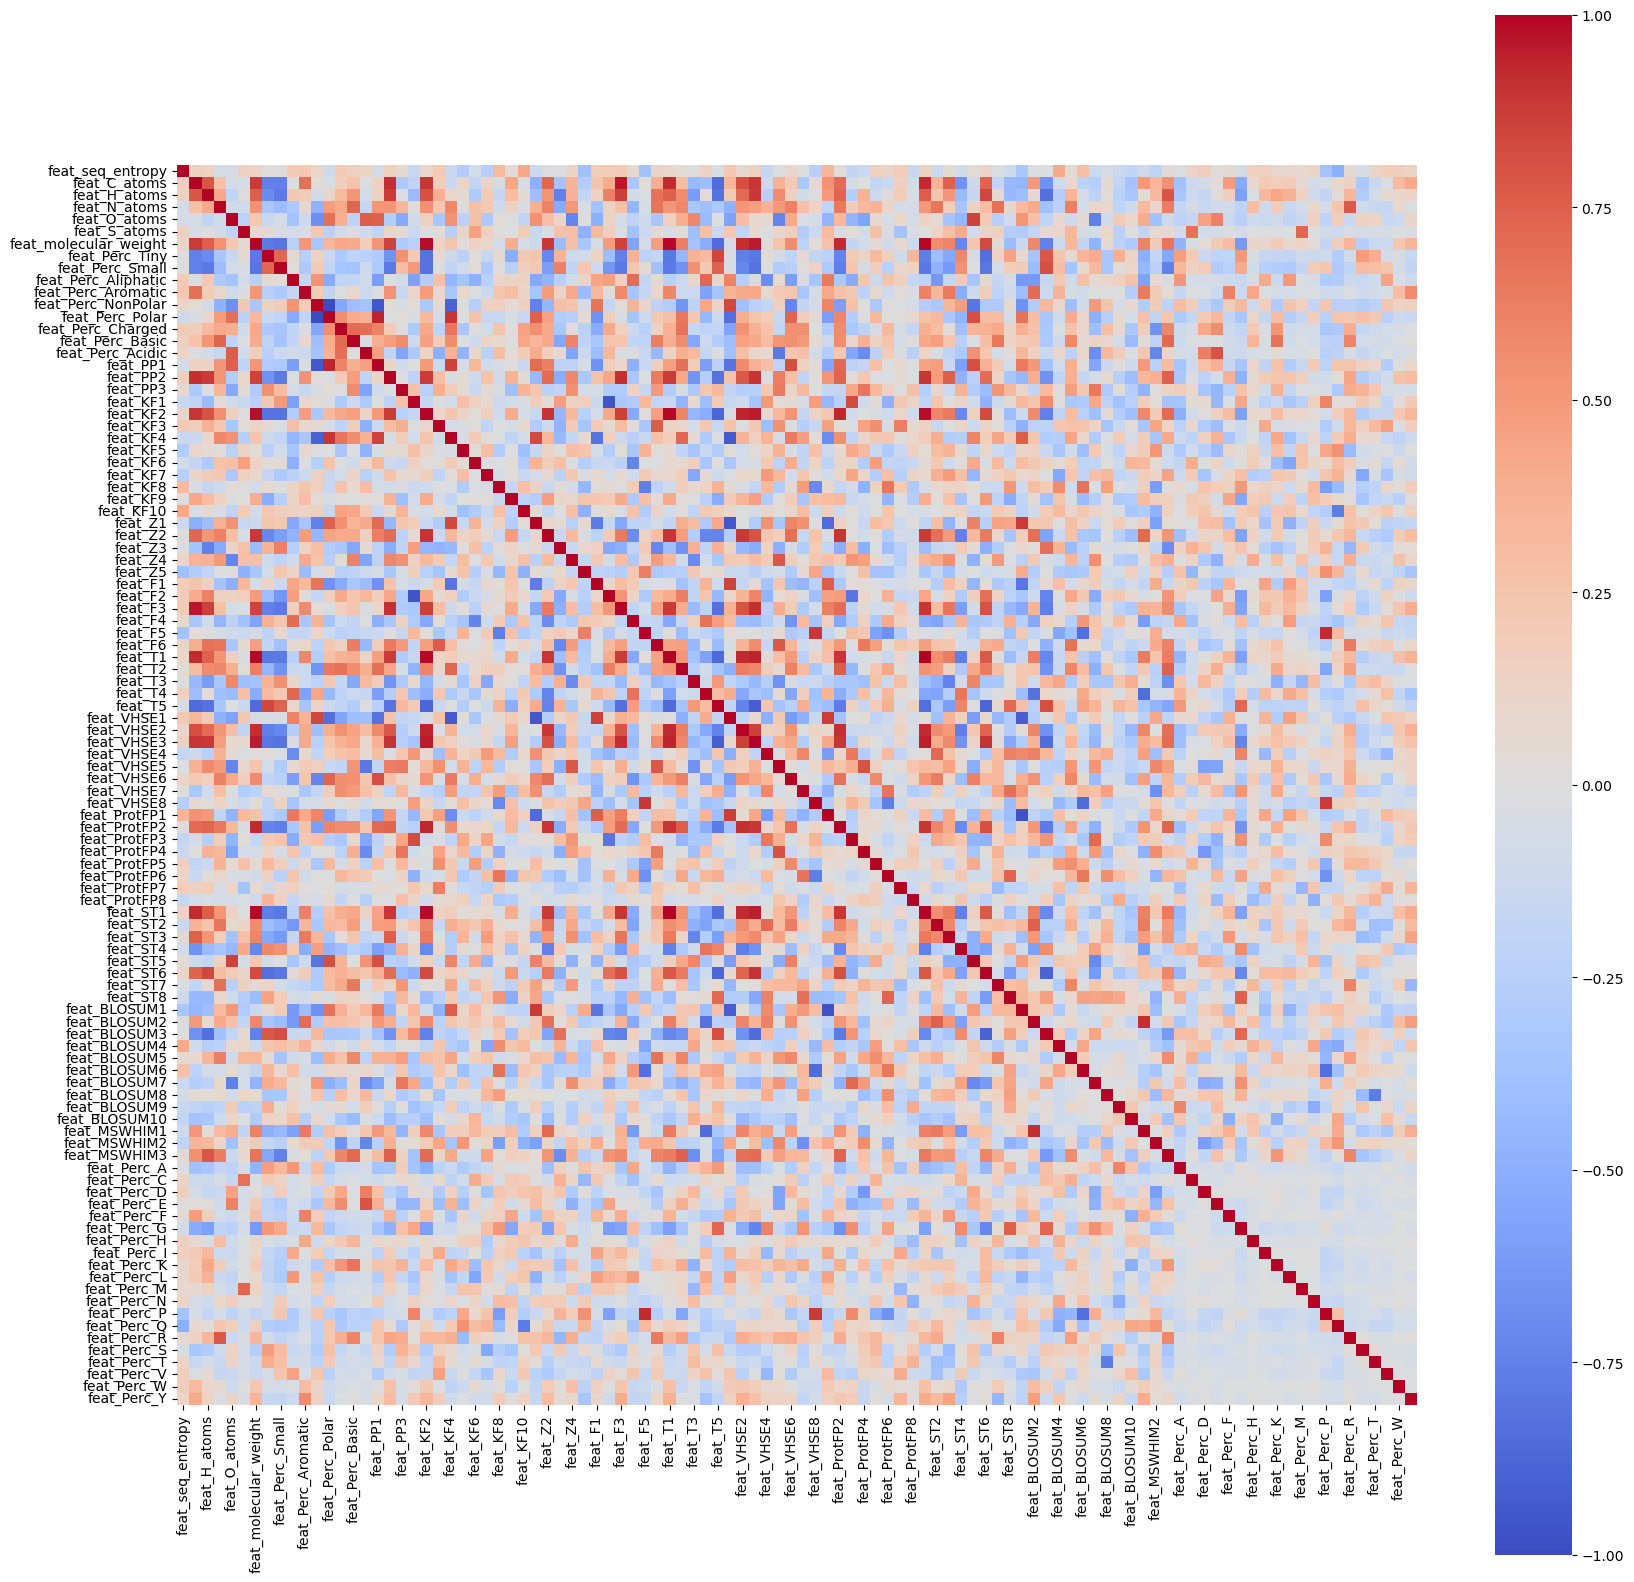 feat_seq_entropy
feat_C_atoms
feat_H_atoms
feat_N_atoms
feat_O_atoms
feat_S_atoms
feat_molecular_weight
feat_Perc_Tiny
feat_Perc_Small
feat_Perc_Aliphatic
feat_Perc_Aromatic
feat_Perc_NonPolar
feat_Perc_Polar
feat_Perc_Charged
feat_Perc_Basic
feat_Perc_Acidic
feat_PP1
feat_PP2
feat_PP3
feat_KF1
feat_KF2
feat_KF3
feat_KF4
feat_KF5
feat_KF6
feat_KF7
feat_KF8
feat_KF9
feat_KF10
feat_Z1
feat_Z2
feat_Z3
feat_Z4
feat_Z5
feat_F1
feat_F2
feat_F3
feat_F4
feat_F5
feat_F6
feat_T1
feat_T2
feat_T3
feat_T4
feat_T5
feat_VHSE1
feat_VHSE2
feat_VHSE3
feat_VHSE4
feat_VHSE5
feat_VHSE6
feat_VHSE7
feat_VHSE8
feat_ProtFP1
feat_ProtFP2
feat_ProtFP3
feat_ProtFP4
feat_ProtFP5
feat_ProtFP6
feat_ProtFP7
feat_ProtFP8
feat_ST1
feat_ST2
feat_ST3
feat_ST4
feat_ST5
feat_ST6
feat_ST7
feat_ST8
feat_BLOSUM1
feat_BLOSUM2
feat_BLOSUM3
feat_BLOSUM4
feat_BLOSUM5
feat_BLOSUM6
feat_BLOSUM7
feat_BLOSUM8
feat_BLOSUM9
feat_BLOSUM10
feat_MSWHIM1
feat_MSWHIM2
feat_MSWHIM3
feat_Perc_A
feat_Perc_C
feat_Perc_D
feat_Perc_E
feat_Perc_F
feat_Perc_G
feat_Perc_H
feat_Perc_I
feat_Perc_K
feat_Perc_L
feat_Perc_M
feat_Perc_N
feat_Perc_P
feat_Perc_Q
feat_Perc_R
feat_Perc_S
feat_Perc_T
feat_Perc_V
feat_Perc_W
feat_Perc_Y
feat_seq_entropy
feat_H_atoms
feat_O_atoms
feat_molecular_weight
feat_Perc_Small
feat_Perc_Aromatic
feat_Perc_Polar
feat_Perc_Basic
feat_PP1
feat_PP3
feat_KF2
feat_KF4
feat_KF6
feat_KF8
feat_KF10
feat_Z2
feat_Z4
feat_F1
feat_F3
feat_F5
feat_T1
feat_T3
feat_T5
feat_VHSE2
feat_VHSE4
feat_VHSE6
feat_VHSE8
feat_ProtFP2
feat_ProtFP4
feat_ProtFP6
feat_ProtFP8
feat_ST2
feat_ST4
feat_ST6
feat_ST8
feat_BLOSUM2
feat_BLOSUM4
feat_BLOSUM6
feat_BLOSUM8
feat_BLOSUM10
feat_MSWHIM2
feat_Perc_A
feat_Perc_D
feat_Perc_F
feat_Perc_H
feat_Perc_K
feat_Perc_M
feat_Perc_P
feat_Perc_R
feat_Perc_T
feat_Perc_W
1.00
0.75
0.50
0.25
0.00
−0.25
−0.50
−0.75
−1.00